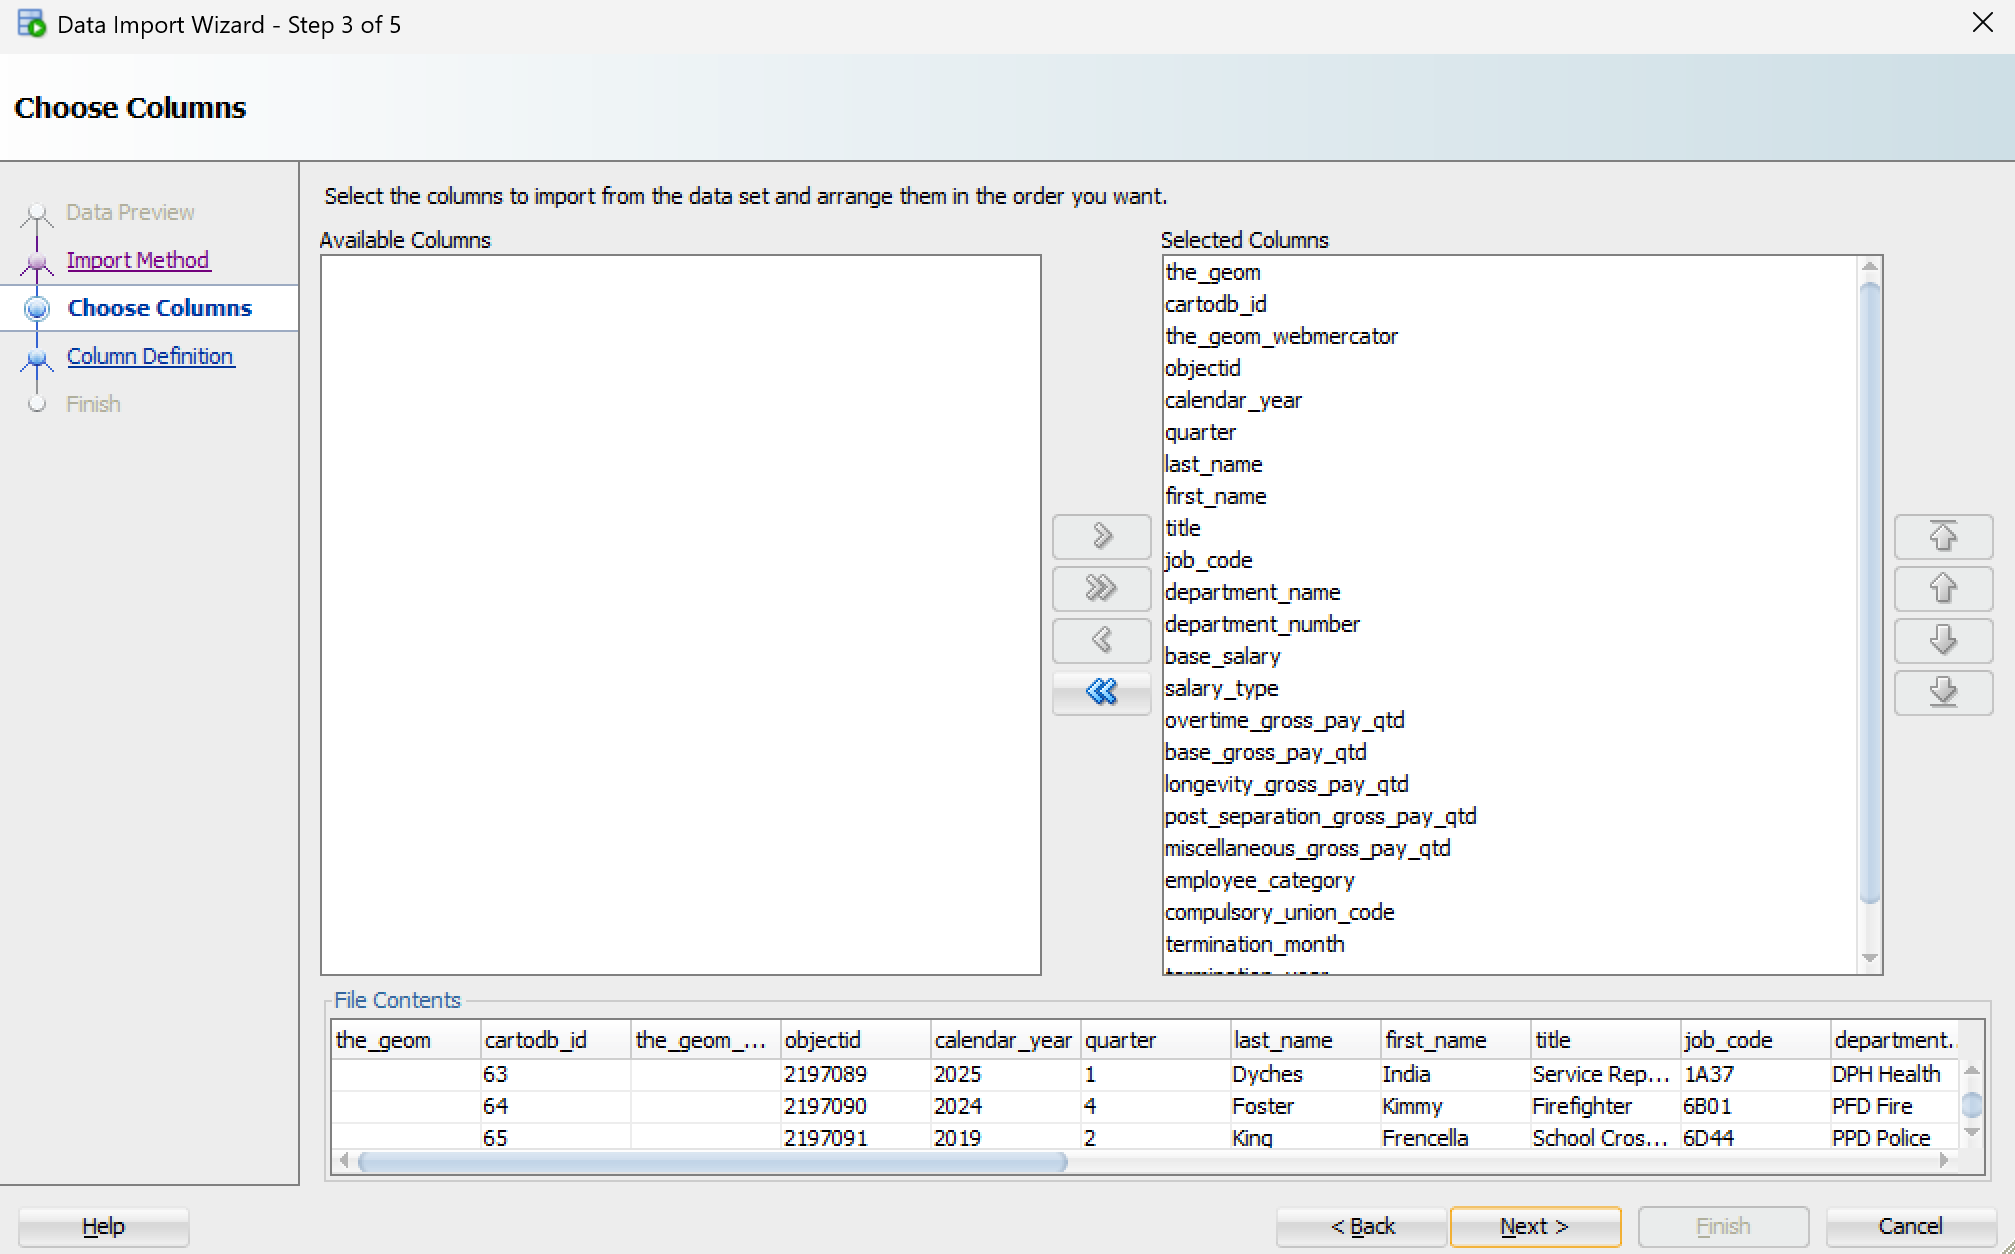 Data Import Wizard - Step 3 of 5
Choose Columns
Data Preview
Import Method
Choose Columns
Column Definition
Finish
Select the columns to import from the data set and arrange them in the order you want.
Available Columns
Selected Columns
the_geom
cartodb_id
the_geom_webmercator
objectid
calendar_year
quarter
last_name
first_name
title
job_code
department_name
department_number
base_salary
salary_type
overtime_gross_pay_qtd
base_gross_pay_qtd
longevity_gross_pay_qtd
post_separation_gross_pay_qtd
miscellaneous_gross_pay_qtd
employee_category
compulsory_union_code
termination_month
File Contents
the_geom cartodb_id the_geom_... objectid calendar_year quarter last_name first_name title job_code department..
63 2197089 2025 1 Dyches India Service Rep... 1A37 DPH Health
64 2197090 2024 4 Foster Kimmy Firefighter 6B01 PFD Fire
65 2197091 2019 2 King Frencella School Cros... 6D44 PPD Police
Help < Back Next > Finish Cancel